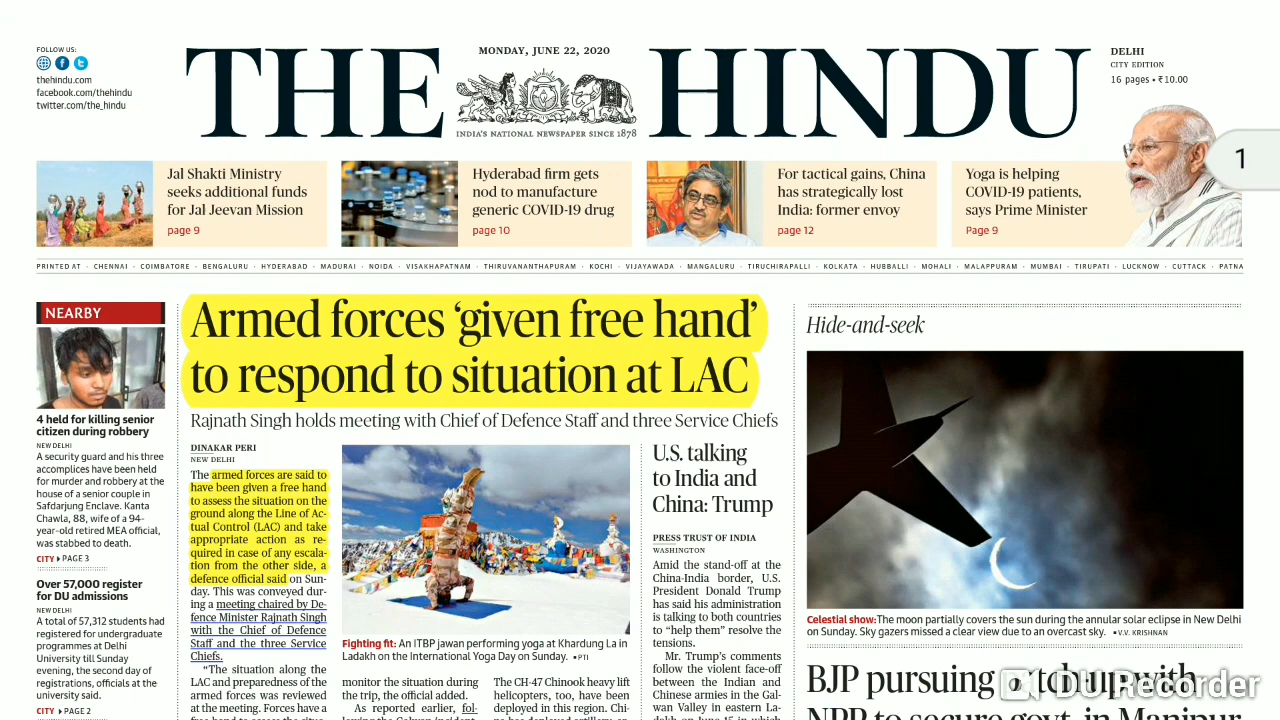 FOLLOW US:
thehindu.com
facebook.com/thehindu
twitter.com/the_hindu
THE HINDU
MONDAY, JUNE 22, 2020
INDIA'S NATIONAL NEWSPAPER SINCE 1878
DELHI
CITY EDITION
16 pages • ₹10.00
1
Jal Shakti Ministry
seeks additional funds
for Jal Jeevan Mission
page 9
Hyderabad firm gets
nod to manufacture
generic COVID-19 drug
page 10
For tactical gains, China
has strategically lost
India: former envoy
page 12
Yoga is helping
COVID-19 patients,
says Prime Minister
Page 9
PRINTED AT · CHENNAI · COIMBATORE · BENGALURU · HYDERABAD · MADURAI · NOIDA · VISAKHAPATNAM · THIRUVANANTHAPURAM · KOCHI · VIJAYAWADA · MANGALURU · TIRUCHIRAPALLI · KOLKATA · HUBBALLI · MOHALI · MALAPPURAM · MUMBAI · TIRUPATI · LUCKNOW · CUTTACK · PATNA
NEARBY
4 held for killing senior
citizen during robbery
NEW DELHI
A security guard and his three
accomplices have been held
for murder and robbery at the
house of a senior couple in
Safdarjung Enclave. Kanta
Chawla, 88, wife of a 94-
year-old retired MEA official,
was stabbed to death.
CITY PAGE 3
Over 57,000 register
for DU admissions
NEW DELHI
A total of 57,312 students had
registered for undergraduate
programmes at Delhi
University till Sunday
evening, the second day of
registrations, officials at the
university said.
CITY PAGE 2
Armed forces ‘given free hand’
to respond to situation at LAC
Rajnath Singh holds meeting with Chief of Defence Staff and three Service Chiefs
DINAKAR PERI
NEW DELHI
The armed forces are said to
have been given a free hand
to assess the situation on the
ground along the Line of Ac-
tual Control (LAC) and take
appropriate action as re-
quired in case of any escala-
tion from the other side, a
defence official said on Sun-
day. This was conveyed dur-
ing a meeting chaired by De-
fence Minister Rajnath Singh
with the Chief of Defence
Staff and the three Service
Chiefs.
“The situation along the
LAC and preparedness of the
armed forces was reviewed
at the meeting. Forces have a
Fighting fit: An ITBP jawan performing yoga at Khardung La in
Ladakh on the International Yoga Day on Sunday. PTI
monitor the situation during
the trip, the official added.
As reported earlier, fol-
The CH-47 Chinook heavy lift
helicopters, too, have been
deployed in this region. Chi-
U.S. talking
to India and
China: Trump
PRESS TRUST OF INDIA
WASHINGTON
Amid the stand-off at the
China-India border, U.S.
President Donald Trump
has said his administration
is talking to both countries
to “help them” resolve the
tensions.
Mr. Trump's comments
follow the violent face-off
between the Indian and
Chinese armies in the Gal-
wan Valley in eastern La-
Hide-and-seek
Celestial show:The moon partially covers the sun during the annular solar eclipse in New Delhi
on Sunday. Sky gazers missed a clear view due to an overcast sky. V.V. KRISHNAN
BJP pursuing a tod-up with
NPP to secure govt. in Manipur
DU Recorder